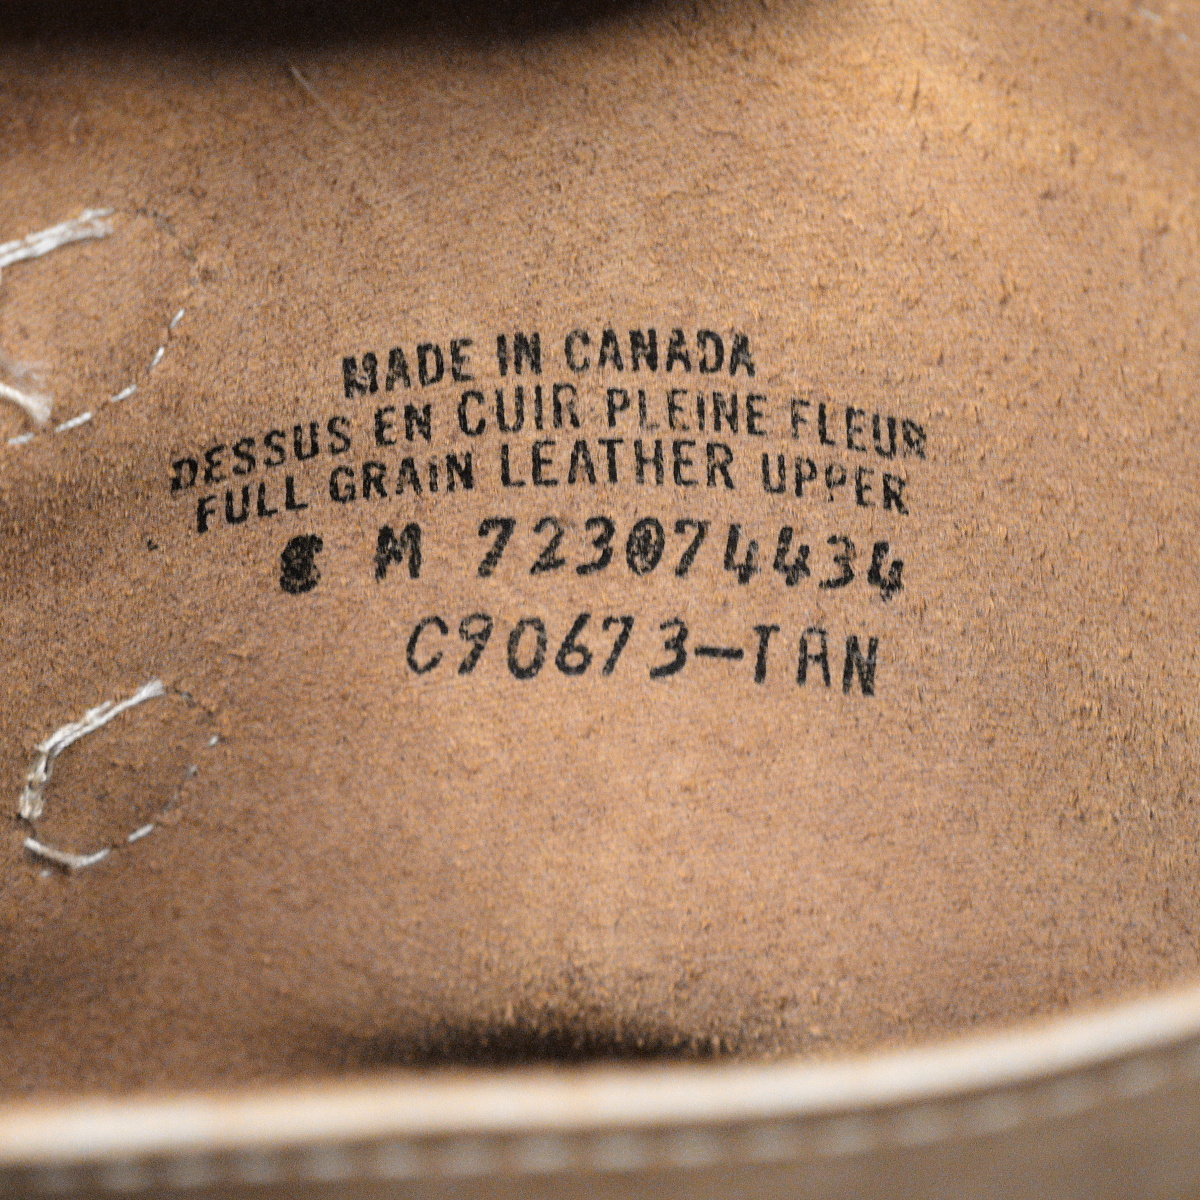 MADE IN CANADA
DESSUS EN CUIR PLEINE FLEUR
FULL GRAIN LEATHER UPPER
8 M 723074434
C90673-TAN